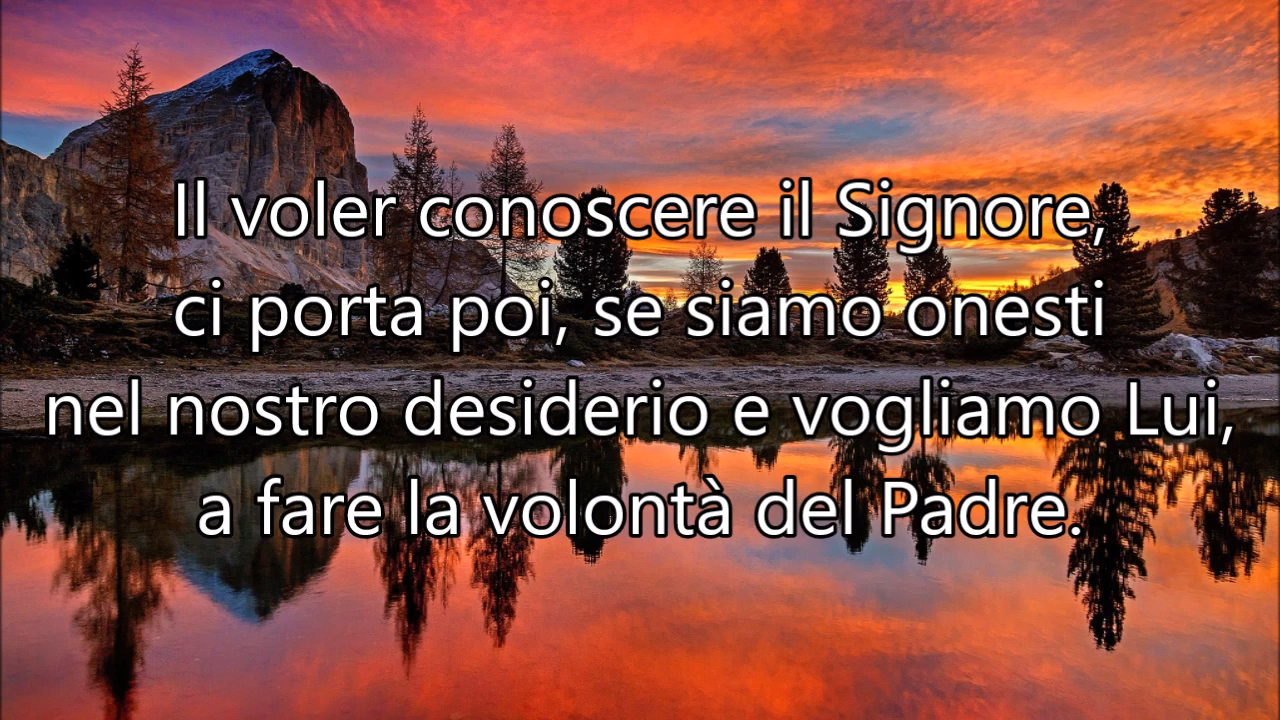 Il voler conoscere il Signore,
ci porta poi, se siamo onesti
nel nostro desiderio e vogliamo Lui,
a fare la volontà del Padre.